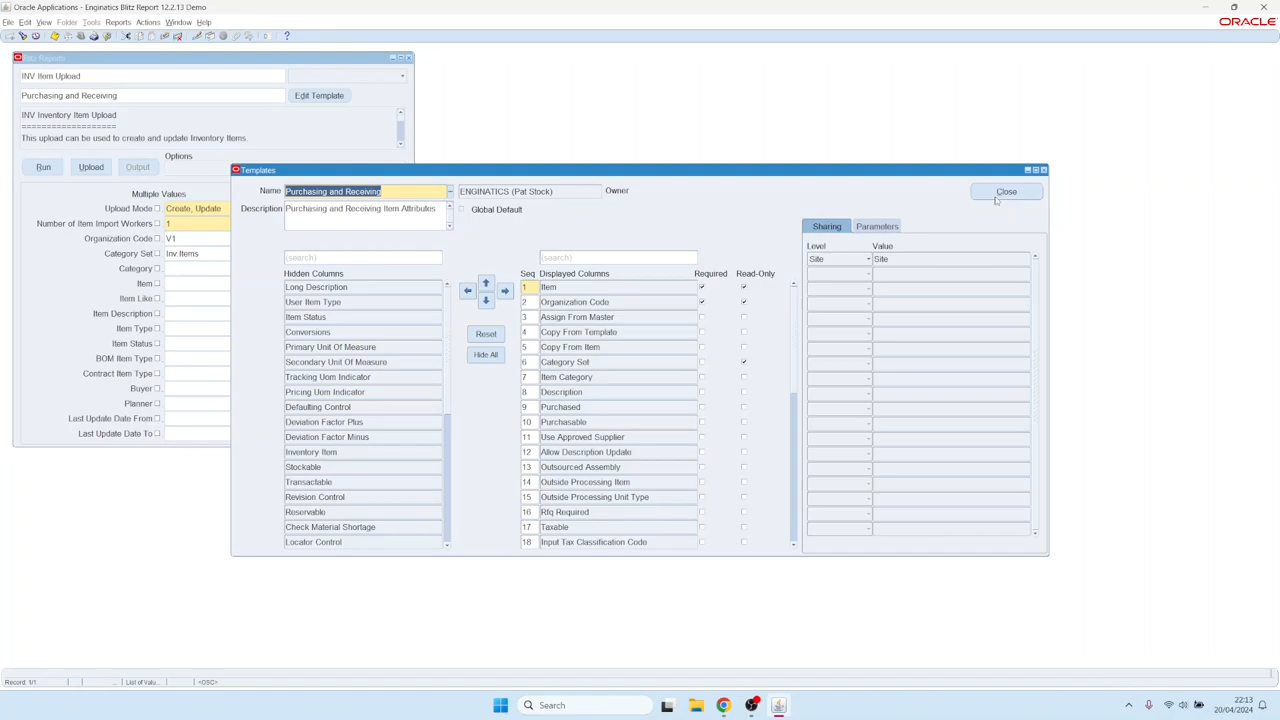 Oracle Applications - Enginatics Blitz Report 12.2.13 Demo
File Edit View Folder Tools Reports Actions Window Help
ORACLE
Blitz Reports
INV Item Upload
Purchasing and Receiving
Edit Template
INV Inventory Item Upload
====================
This upload can be used to create and update Inventory Items.
Options
Run Upload Output
Multiple Values
Upload Mode Create, Update
Number of Item Import Workers 1
Organization Code V1
Category Set Inv.Items
Category
Item
Item Like
Item Description
Item Type
Item Status
BOM Item Type
Contract Item Type
Buyer
Planner
Last Update Date From
Last Update Date To
Templates
Name Purchasing and Receiving ENGINATICS (Pat Stock) Owner
Close
Description Purchasing and Receiving Item Attributes
Global Default
(search)
Hidden Columns
Long Description
User Item Type
Item Status
Conversions
Primary Unit Of Measure
Secondary Unit Of Measure
Tracking Uom Indicator
Pricing Uom Indicator
Defaulting Control
Deviation Factor Plus
Deviation Factor Minus
Inventory Item
Stockable
Transactable
Revision Control
Reservable
Check Material Shortage
Locator Control
Reset
Hide All
(search)
Seq Displayed Columns Required Read-Only
1 Item
2 Organization Code
3 Assign From Master
4 Copy From Template
5 Copy From Item
6 Category Set
7 Item Category
8 Description
9 Purchased
10 Purchasable
11 Use Approved Supplier
12 Allow Description Update
13 Outsourced Assembly
14 Outside Processing Item
15 Outside Processing Unit Type
16 Rfq Required
17 Taxable
18 Input Tax Classification Code
Sharing Parameters
Level Value
Site Site
Record: 1/1 ... List of Valu... <OSC>
Search
22:13
20/04/2024